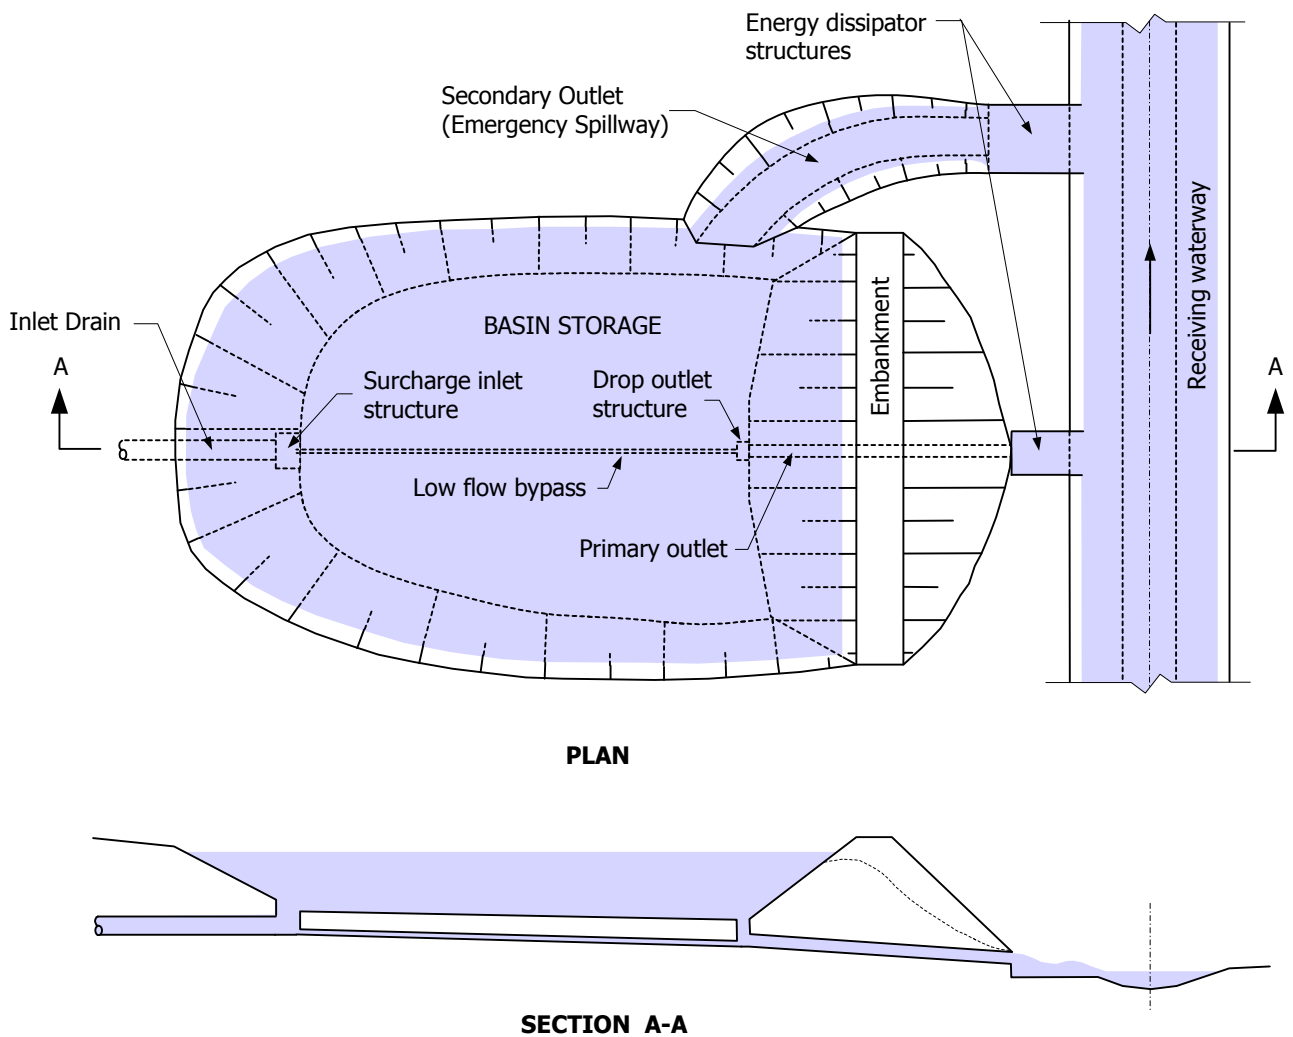 Energy dissipator
structures
Secondary Outlet
(Emergency Spillway)
Receiving waterway
Embankment
Inlet Drain
BASIN STORAGE
A
Surcharge inlet
structure
Drop outlet
structure
A
Low flow bypass
Primary outlet
PLAN
SECTION A-A